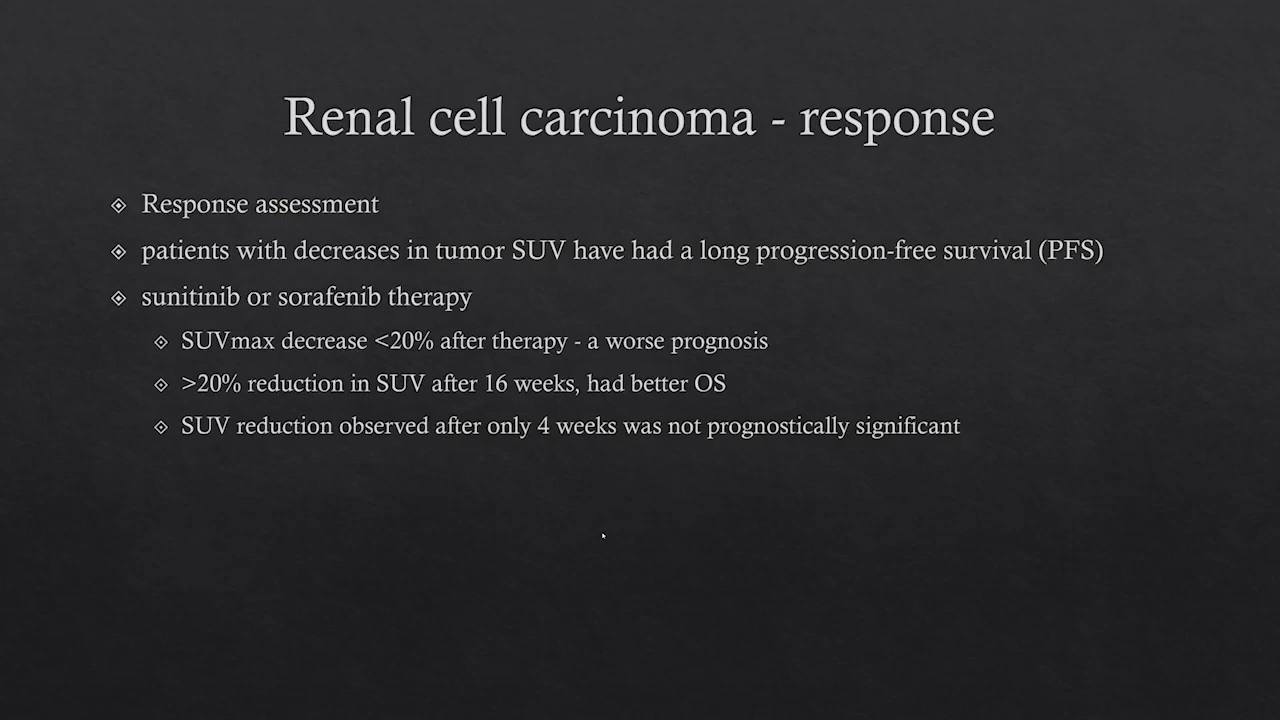 Renal cell carcinoma - response
Response assessment
patients with decreases in tumor SUV have had a long progression-free survival (PFS)
sunitinib or sorafenib therapy
SUVmax decrease <20% after therapy - a worse prognosis
>20% reduction in SUV after 16 weeks, had better OS
SUV reduction observed after only 4 weeks was not prognostically significant